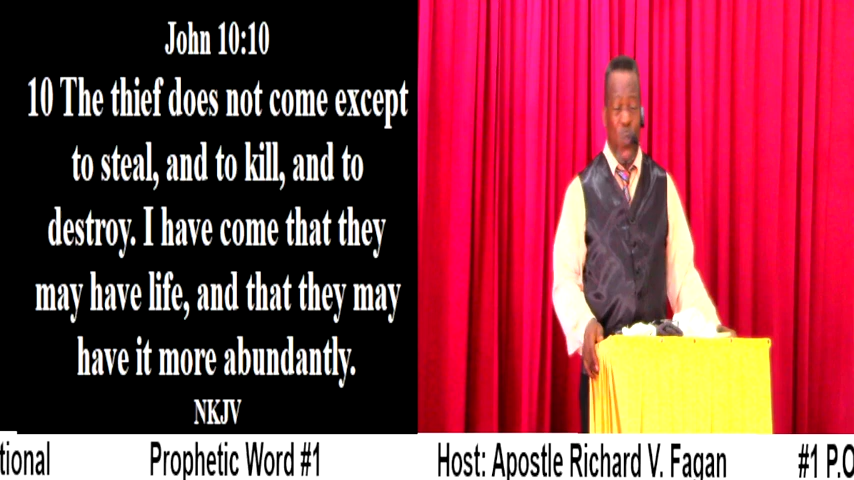 John 10:10
10 The thief does not come except
to steal, and to kill, and to
destroy. I have come that they
may have life, and that they may
have it more abundantly.
NKJV
tional Prophetic Word #1 Host: Apostle Richard V. Fagan #1 P.O